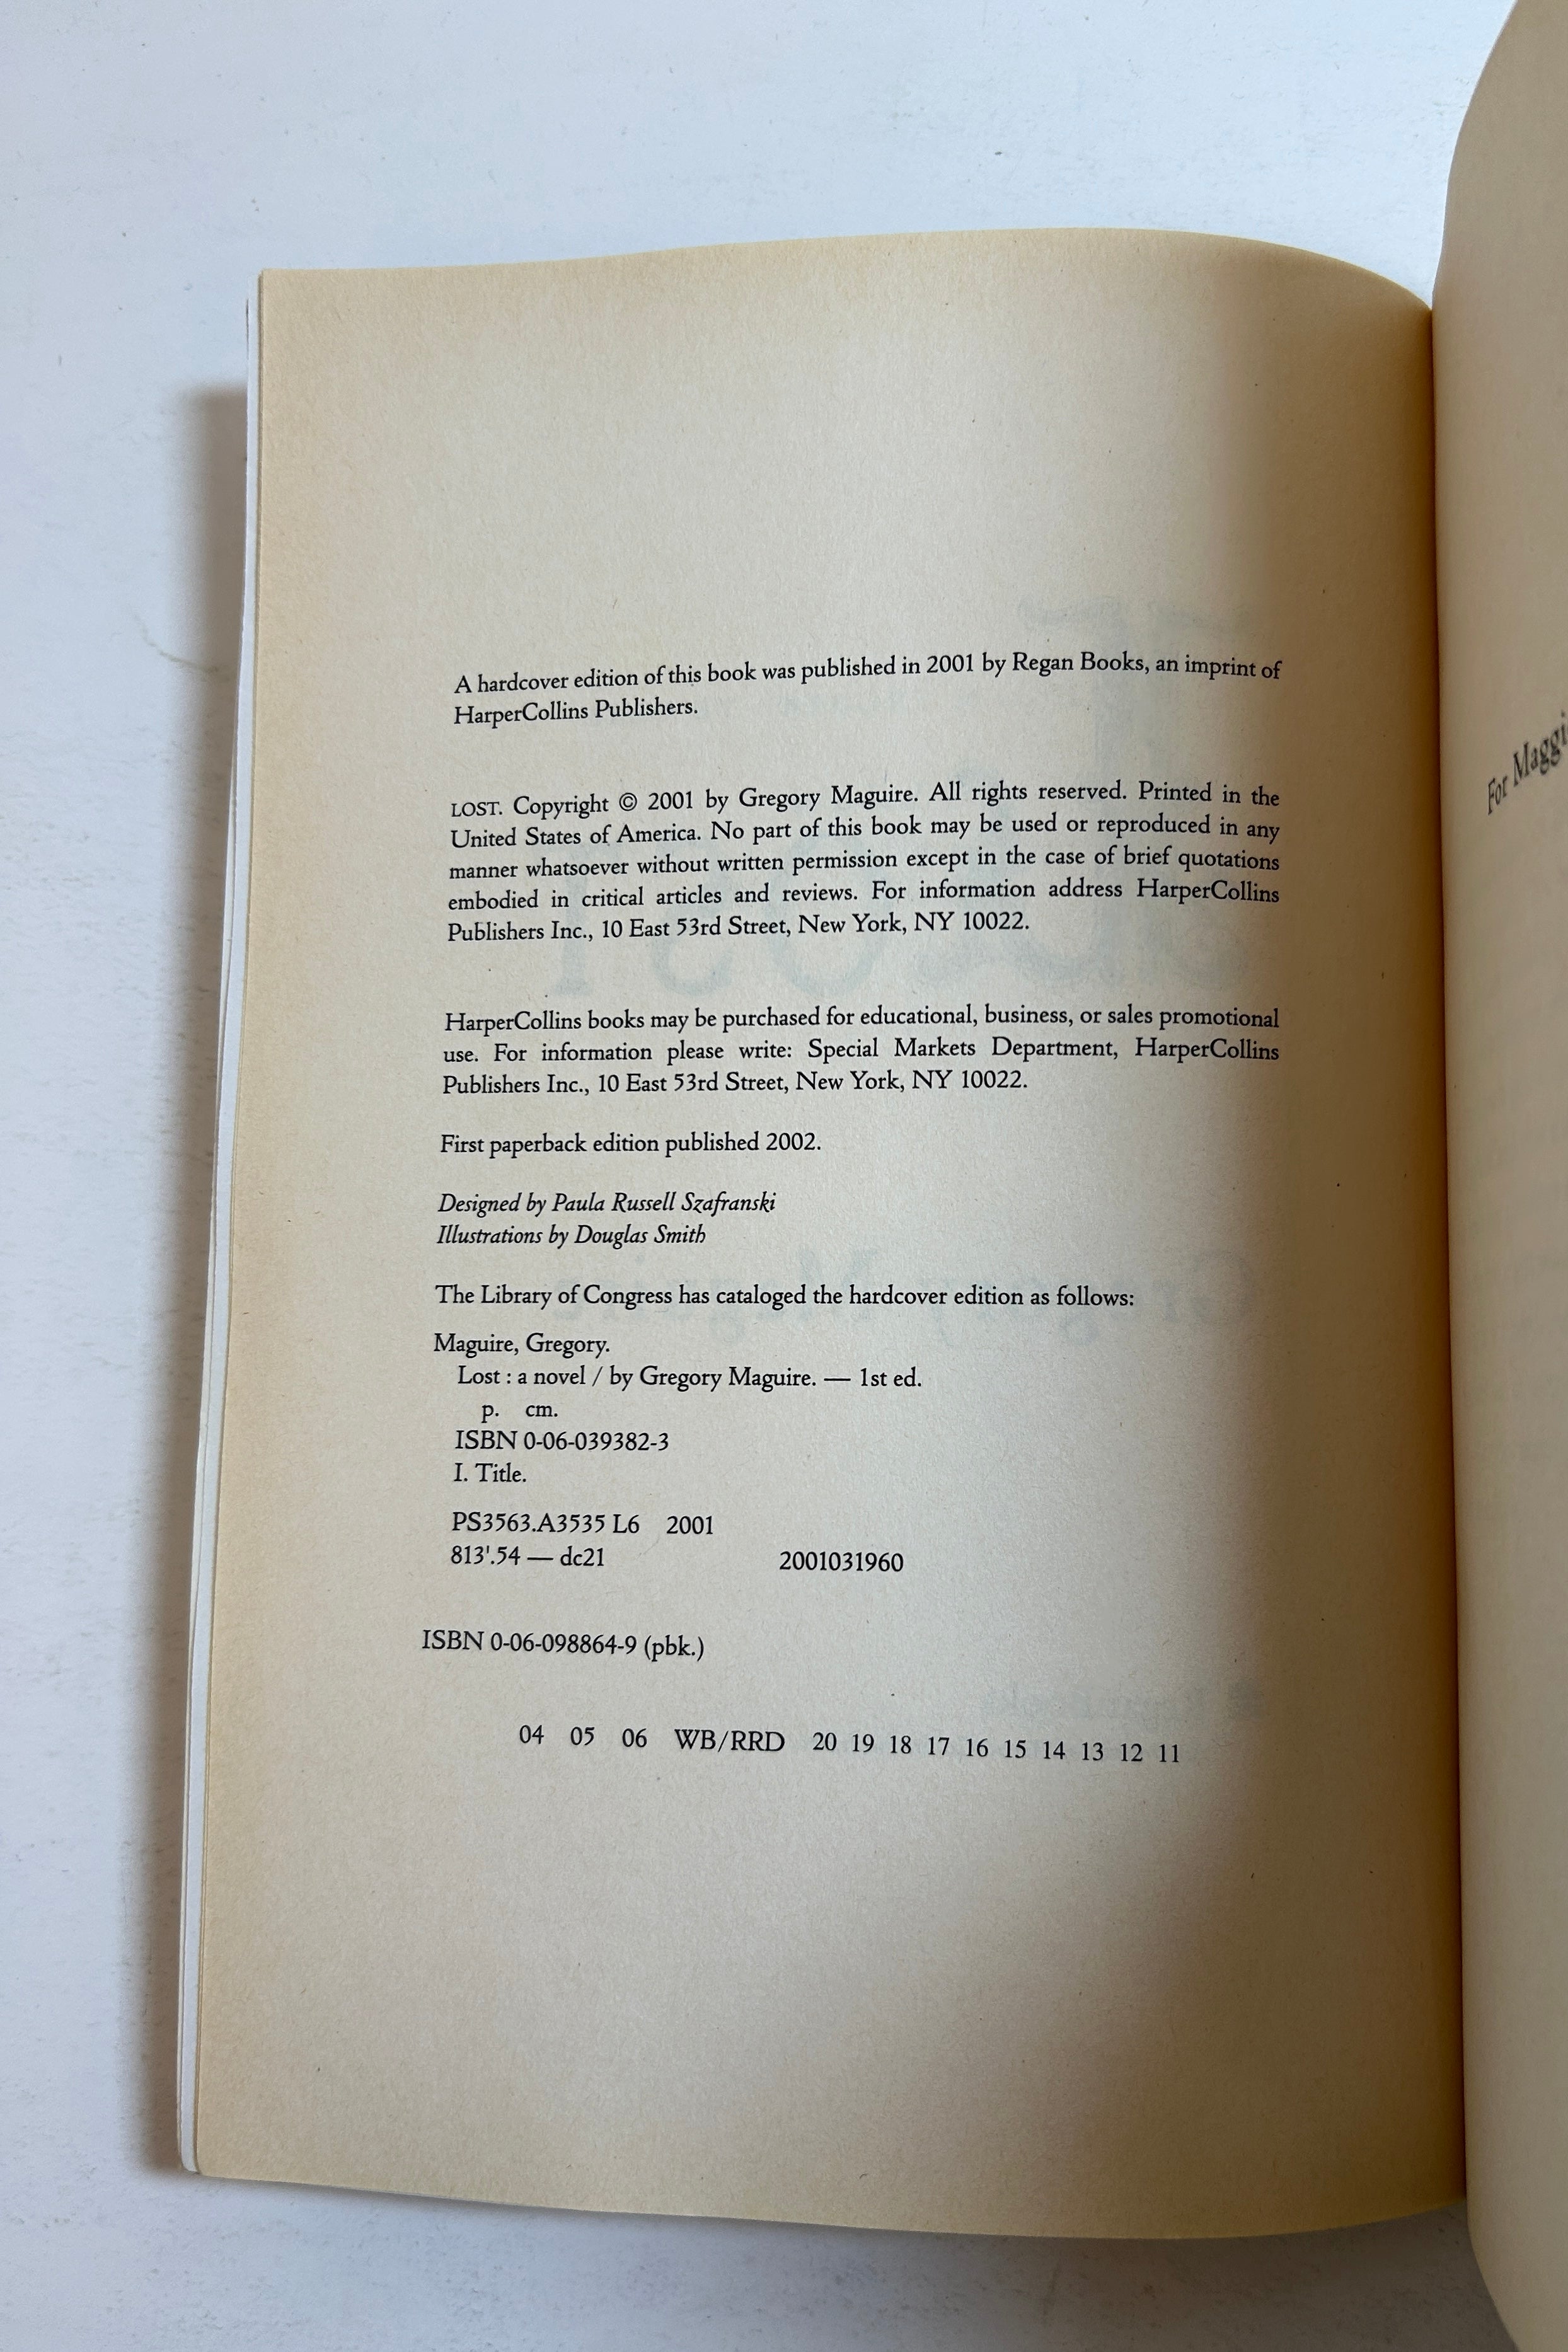 A hardcover edition of this book was published in 2001 by Regan Books, an imprint of
HarperCollins Publishers.
LOST. Copyright © 2001 by Gregory Maguire. All rights reserved. Printed in the
United States of America. No part of this book may be used or reproduced in any
manner whatsoever without written permission except in the case of brief quotations
embodied in critical articles and reviews. For information address HarperCollins
Publishers Inc., 10 East 53rd Street, New York, NY 10022.
HarperCollins books may be purchased for educational, business, or sales promotional
use. For information please write: Special Markets Department, HarperCollins
Publishers Inc., 10 East 53rd Street, New York, NY 10022.
First paperback edition published 2002.
Designed by Paula Russell Szafranski
Illustrations by Douglas Smith
The Library of Congress has cataloged the hardcover edition as follows:
Maguire, Gregory.
Lost : a novel / by Gregory Maguire. — 1st ed.
p. cm.
ISBN 0-06-039382-3
I. Title.
PS3563.A3535 L6 2001
813'.54 — dc21 2001031960
ISBN 0-06-098864-9 (pbk.)
04 05 06 WB/RRD 20 19 18 17 16 15 14 13 12 11
For